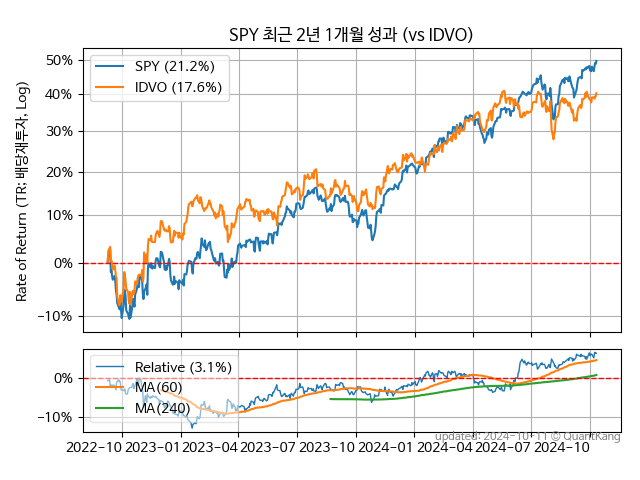 SPY 최근 2년 1개월 성과 (vs IDVO)
Rate of Return (TR; 배당재투자, Log)
50%
40%
30%
20%
10%
0%
−10%
SPY (21.2%)
IDVO (17.6%)
0%
−10%
Relative (3.1%)
MA(60)
MA(240)
2022-10 2023-01 2023-04 2023-07 2023-10 2024-01 2024-04 2024-07 2024-10
updated: 2024-10-11 © QuantKang